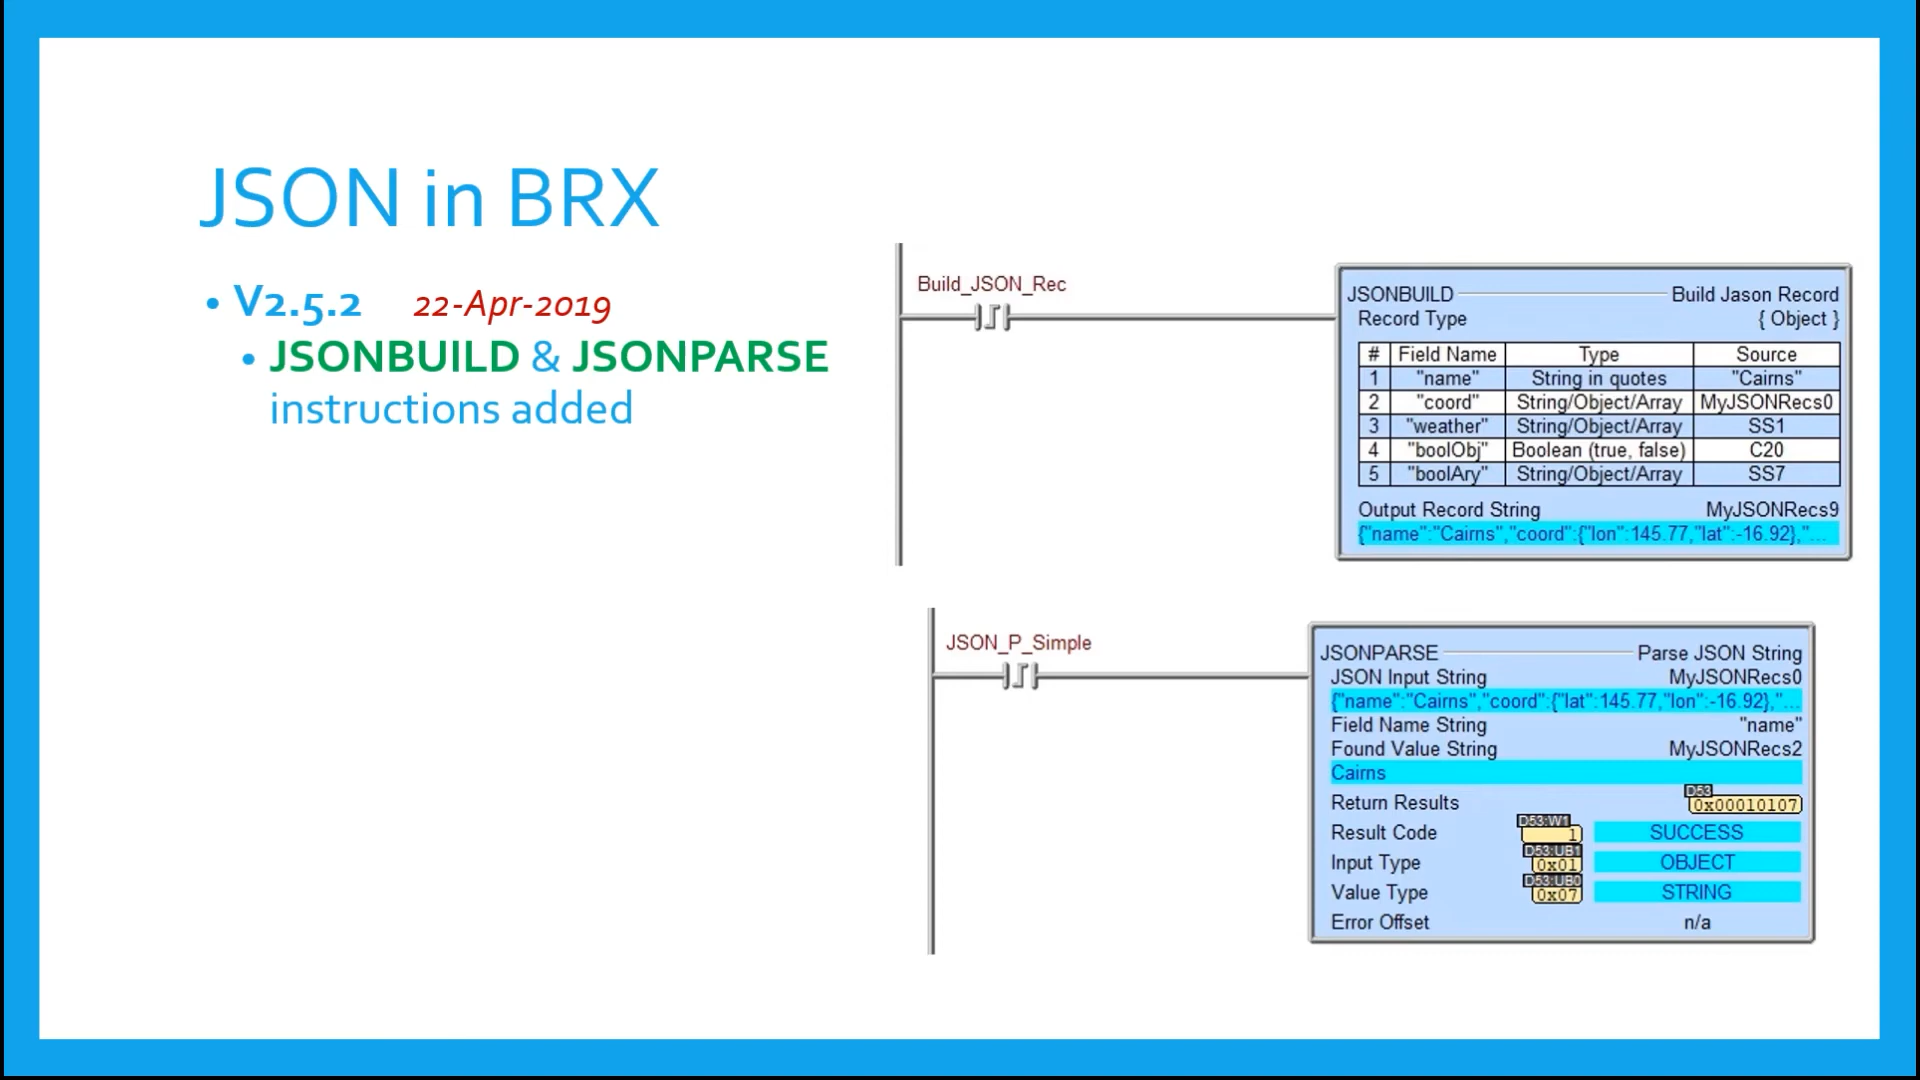 JSON in BRX
• V2.5.2 22-Apr-2019
• JSONBUILD & JSONPARSE
instructions added
Build_JSON_Rec
JSONBUILD Build Jason Record
Record Type { Object }
# Field Name Type Source
1 "name" String in quotes "Cairns"
2 "coord" String/Object/Array MyJSONRecs0
3 "weather" String/Object/Array SS1
4 "boolObj" Boolean (true, false) C20
5 "boolAry" String/Object/Array SS7
Output Record String MyJSONRecs9
{"name":"Cairns","coord":{"lon":145.77,"lat":-16.92},"...
JSON_P_Simple
JSONPARSE Parse JSON String
JSON Input String MyJSONRecs0
{"name":"Cairns","coord":{"lat":145.77,"lon":-16.92},"...
Field Name String "name"
Found Value String MyJSONRecs2
Cairns
D53
Return Results 0x00010107
D53:W1
Result Code 1 SUCCESS
D53:UB1
Input Type 0x01 OBJECT
D53:UB0
Value Type 0x07 STRING
Error Offset n/a